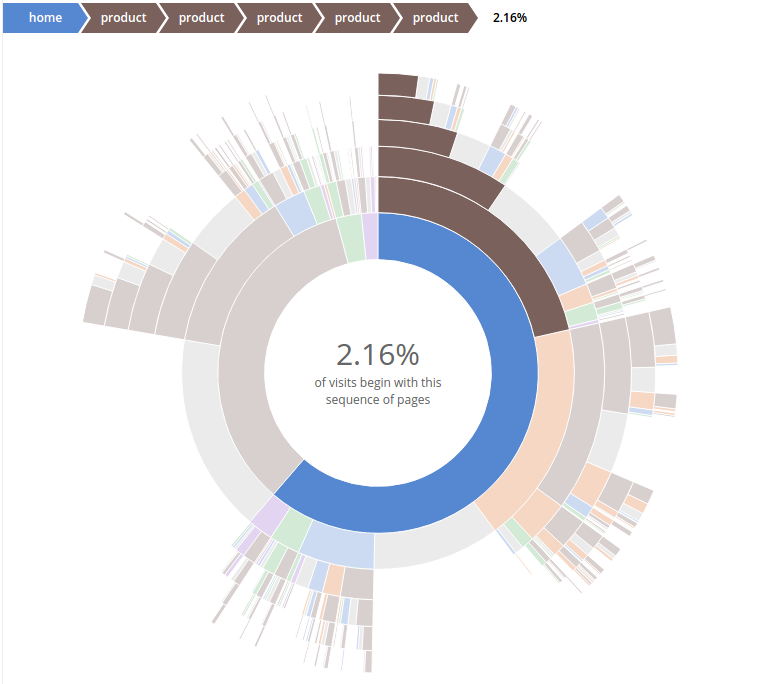 home product product product product product 2.16%
2.16%
of visits begin with this
sequence of pages